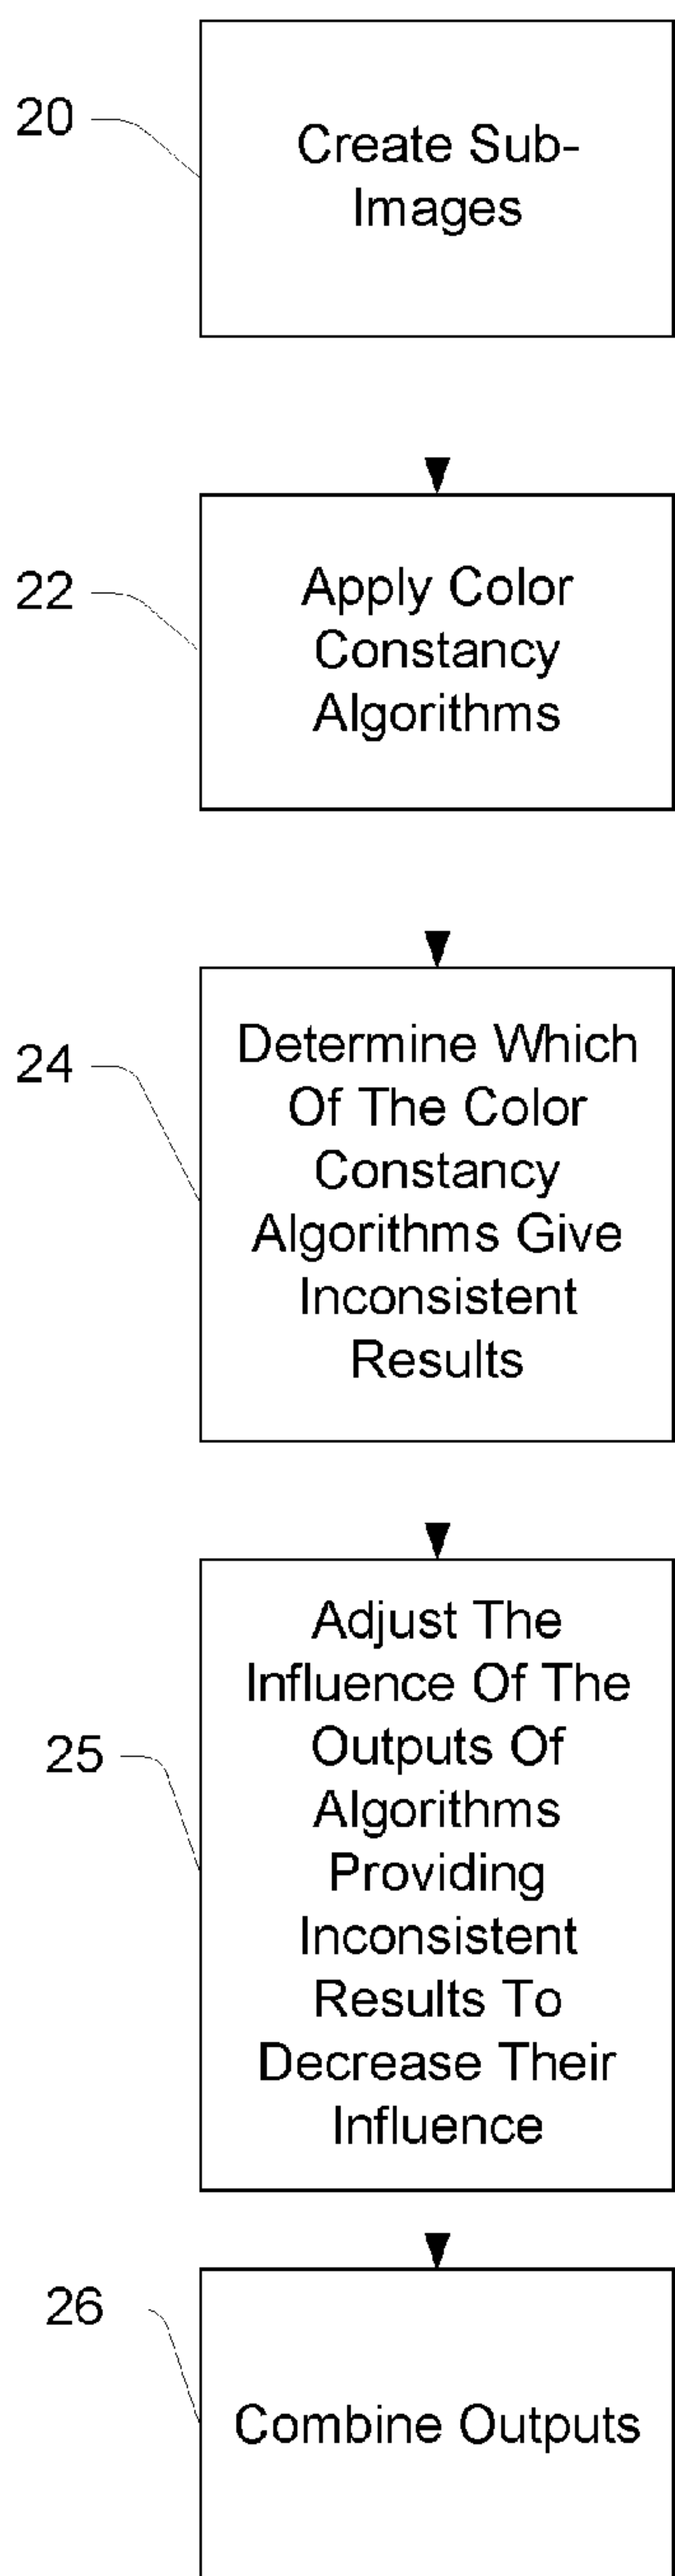 20
Create Sub-
Images
22
Apply Color
Constancy
Algorithms
24
Determine Which
Of The Color
Constancy
Algorithms Give
Inconsistent
Results
25
Adjust The
Influence Of The
Outputs Of
Algorithms
Providing
Inconsistent
Results To
Decrease Their
Influence
26
Combine Outputs